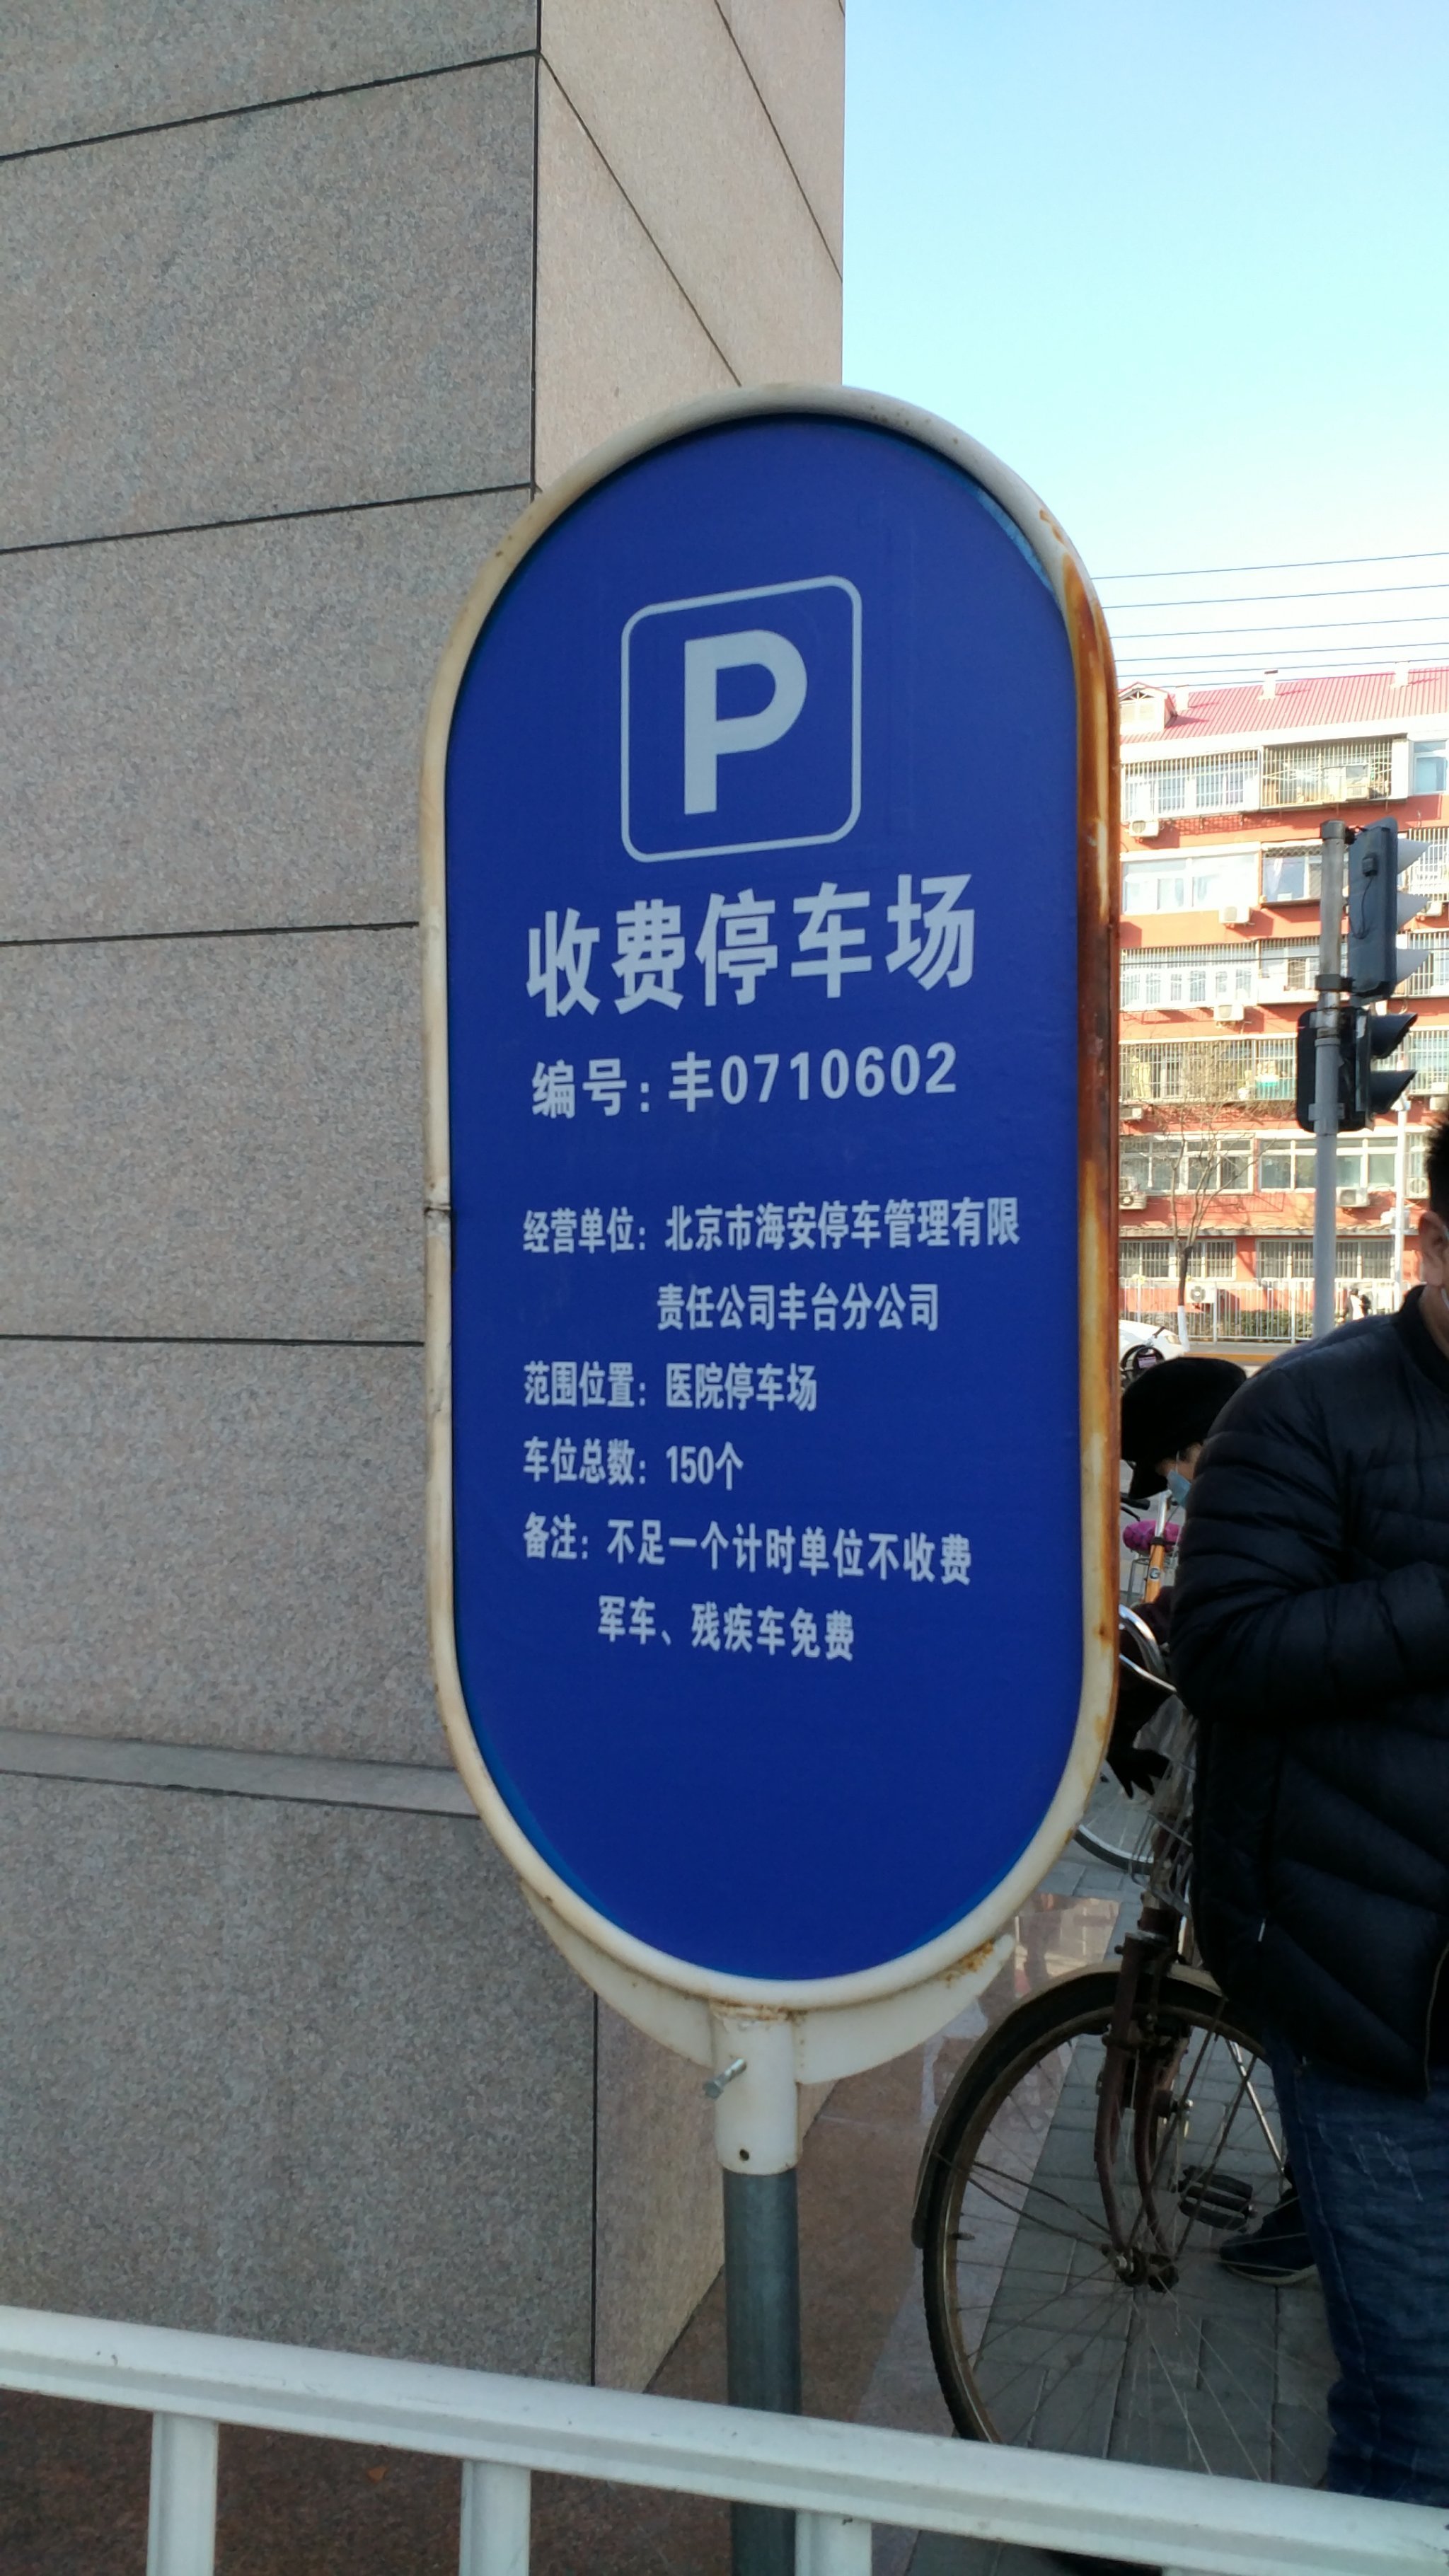 P
收费停车场
编号:丰0710602
经营单位:北京市海安停车管理有限
责任公司丰台分公司
范围位置:医院停车场
车位总数:150个
备注:不足一个计时单位不收费
军车、残疾车免费